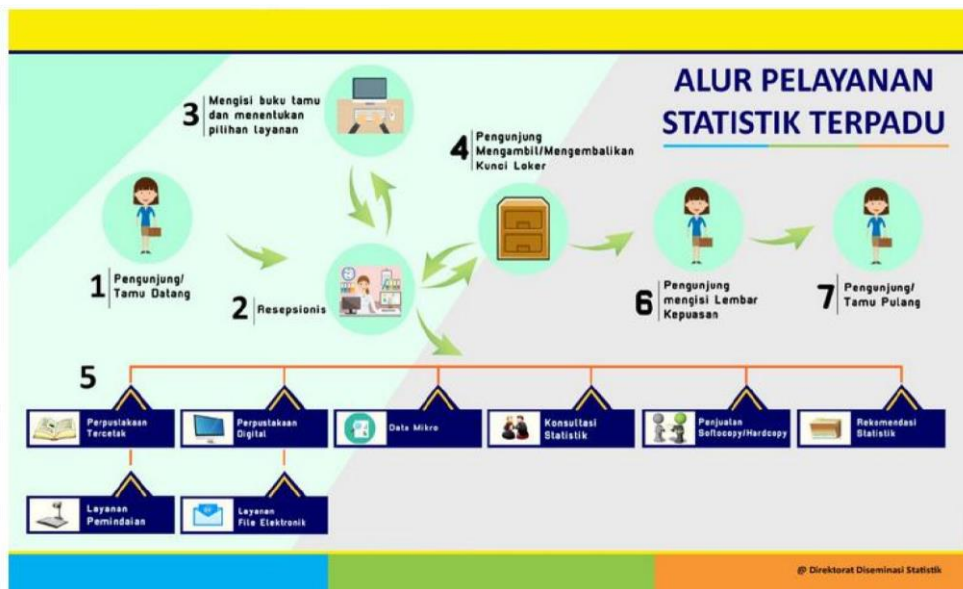 ALUR PELAYANAN
STATISTIK TERPADU
1
Pengunjung/
Tamu Datang
2
Resepsionis
3
Mengisi buku tamu
dan menentukan
pilihan layanan
4
Pengunjung
Mengambil/Mengembalikan
Kunci Loker
5
Perpustakaan
Tercetak
Perpustakaan
Digital
Data Mikro
Konsultasi
Statistik
Penjualan
Softocopy/Hardcopy
Rekomendasi
Statistik
Layanan
Pemindaian
Layanan
File Elektronik
6
Pengunjung
mengisi Lembar
Kepuasan
7
Pengunjung/
Tamu Pulang
@ Direktorat Diseminasi Statistik